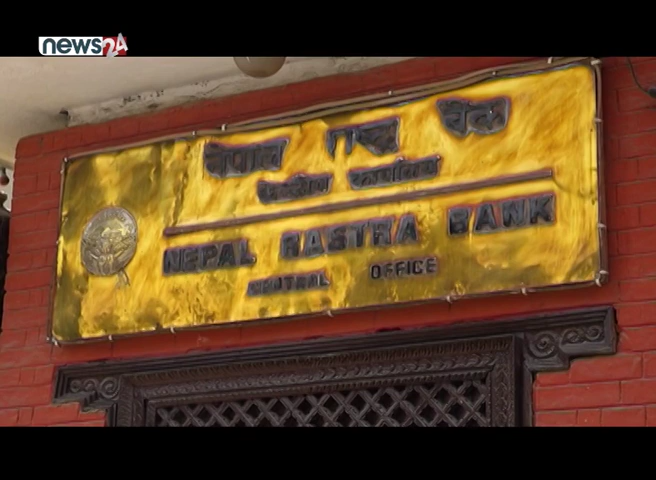 news24
नेपाल राष्ट्र बैंक
केन्द्रीय कार्यालय
NEPAL RASTRA BANK
CENTRAL OFFICE